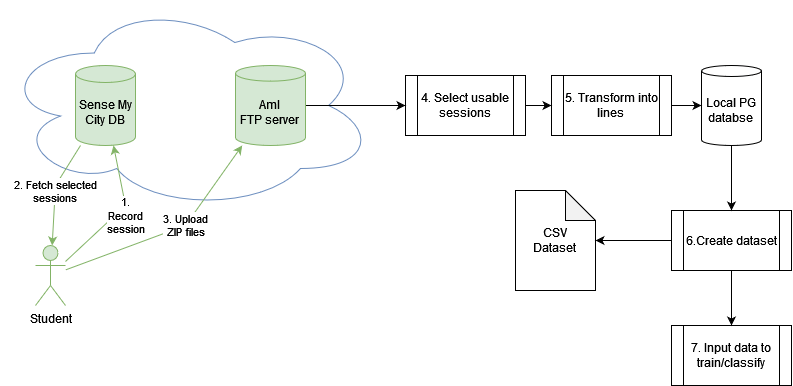 Sense My
City DB
AmI
FTP server
4. Select usable
sessions
5. Transform into
lines
Local PG
databse
2. Fetch selected
sessions
1.
Record
session
3. Upload
ZIP files
CSV
Dataset
6.Create dataset
Student
7. Input data to
train/classify